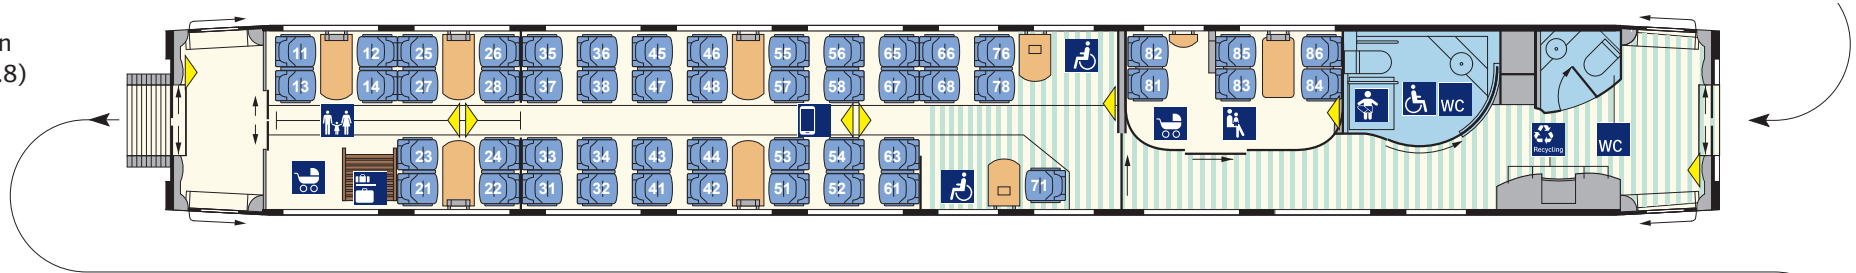 n
.8)
11 12 25 26 35 36 45 46 55 56 65 66 76 82 85 86
13 14 27 28 37 38 47 48 57 58 67 68 78 81 83 84
WC
23 24 33 34 43 44 53 54 63
Recycling
WC
21 22 31 32 41 42 51 52 61 71